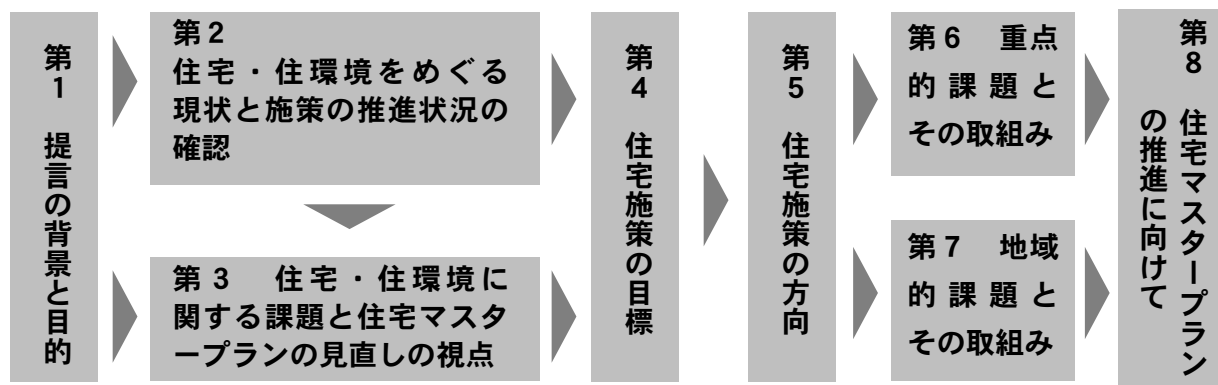 第1 提言の背景と目的
第2
住宅・住環境をめぐる
現状と施策の推進状況の
確認
第3 住宅・住環境に
関する課題と住宅マスタ
ープランの見直しの視点
第4 住宅施策の目標
第5 住宅施策の方向
第6 重点
的課題と
その取組み
第7 地域
的課題と
その取組み
第8 住宅マスタープラン
の推進に向けて